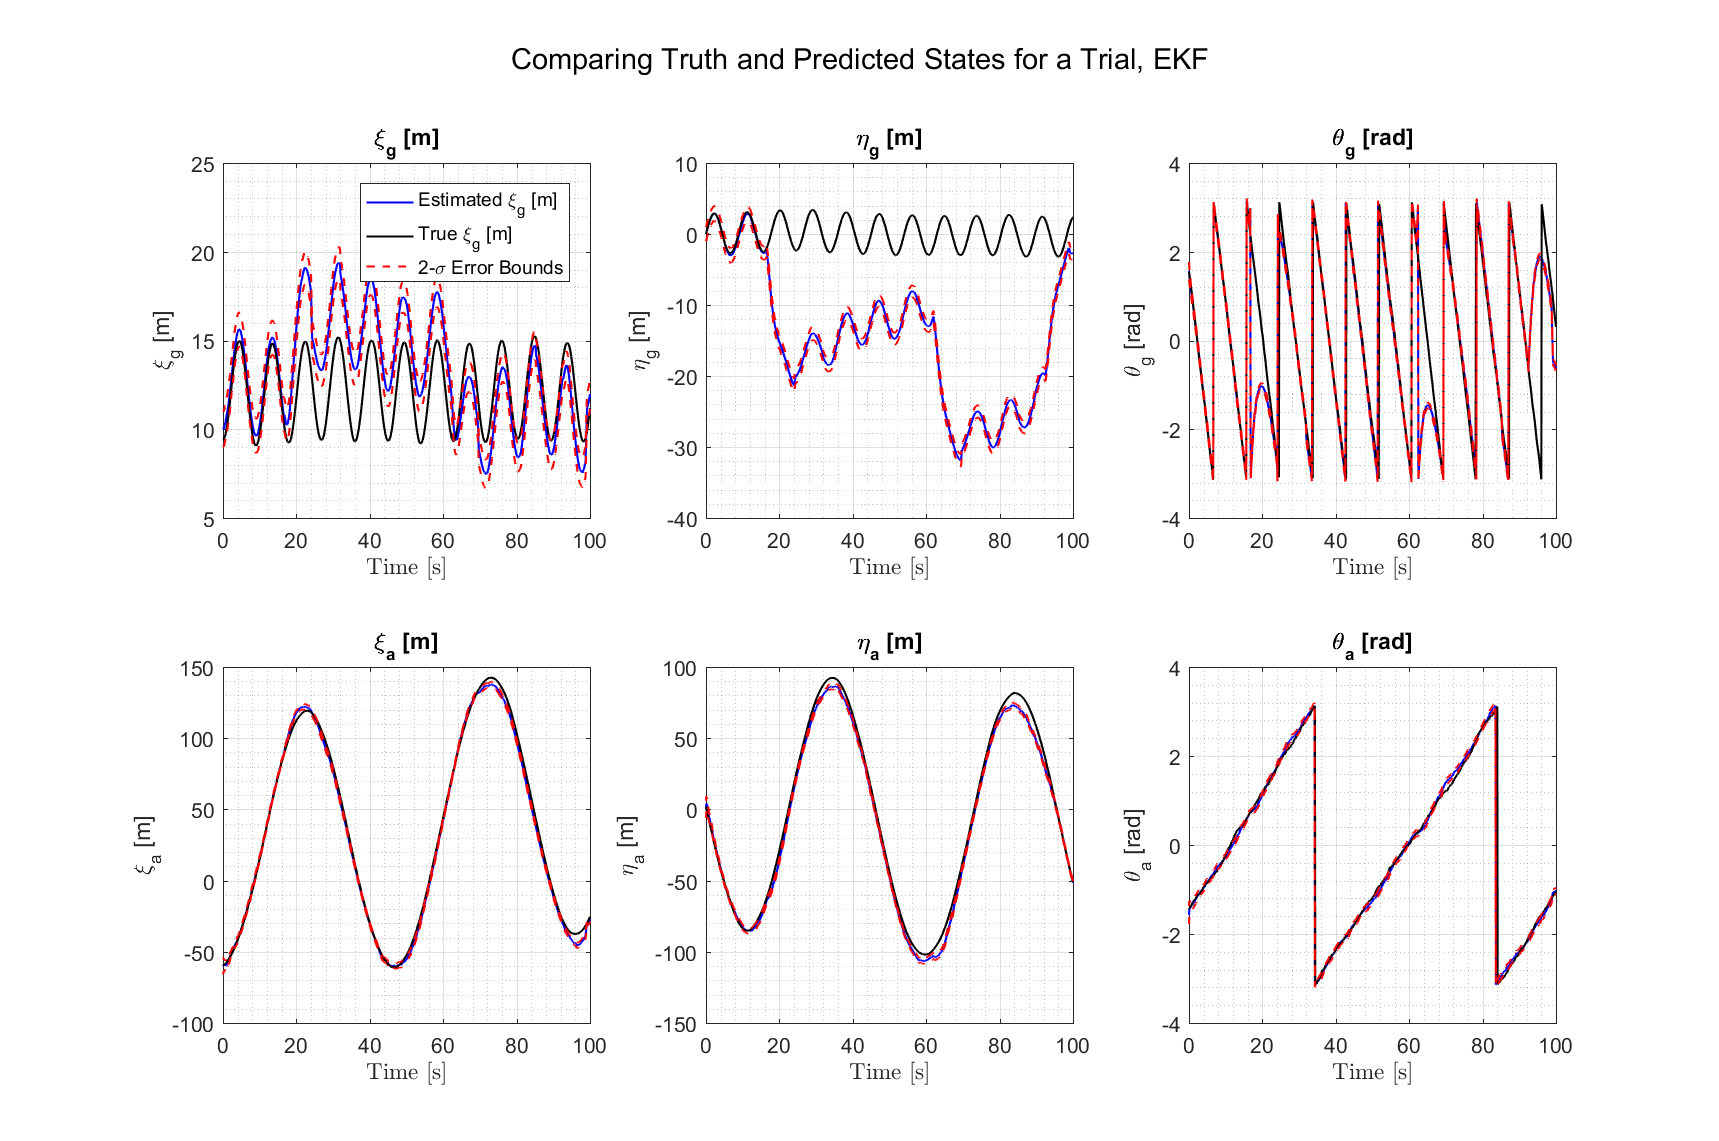 Comparing Truth and Predicted States for a Trial, EKF
ξg [m]
25
20
15
10
5
ξg [m]
0 20 40 60 80 100
Time [s]
Estimated ξg [m]
True ξg [m]
2-σ Error Bounds
ηg [m]
10
0
-10
-20
-30
-40
ηg [m]
0 20 40 60 80 100
Time [s]
θg [rad]
4
2
0
-2
-4
θg [rad]
0 20 40 60 80 100
Time [s]
ξa [m]
150
100
50
0
-50
-100
ξa [m]
0 20 40 60 80 100
Time [s]
ηa [m]
100
50
0
-50
-100
-150
ηa [m]
0 20 40 60 80 100
Time [s]
θa [rad]
4
2
0
-2
-4
θa [rad]
0 20 40 60 80 100
Time [s]